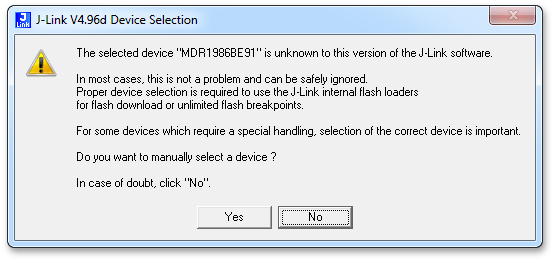 J-Link V4.96d Device Selection
The selected device "MDR1986BE91" is unknown to this version of the J-Link software.
In most cases, this is not a problem and can be safely ignored.
Proper device selection is required to use the J-Link internal flash loaders
for flash download or unlimited flash breakpoints.
For some devices which require a special handling, selection of the correct device is important.
Do you want to manually select a device ?
In case of doubt, click "No".
Yes
No